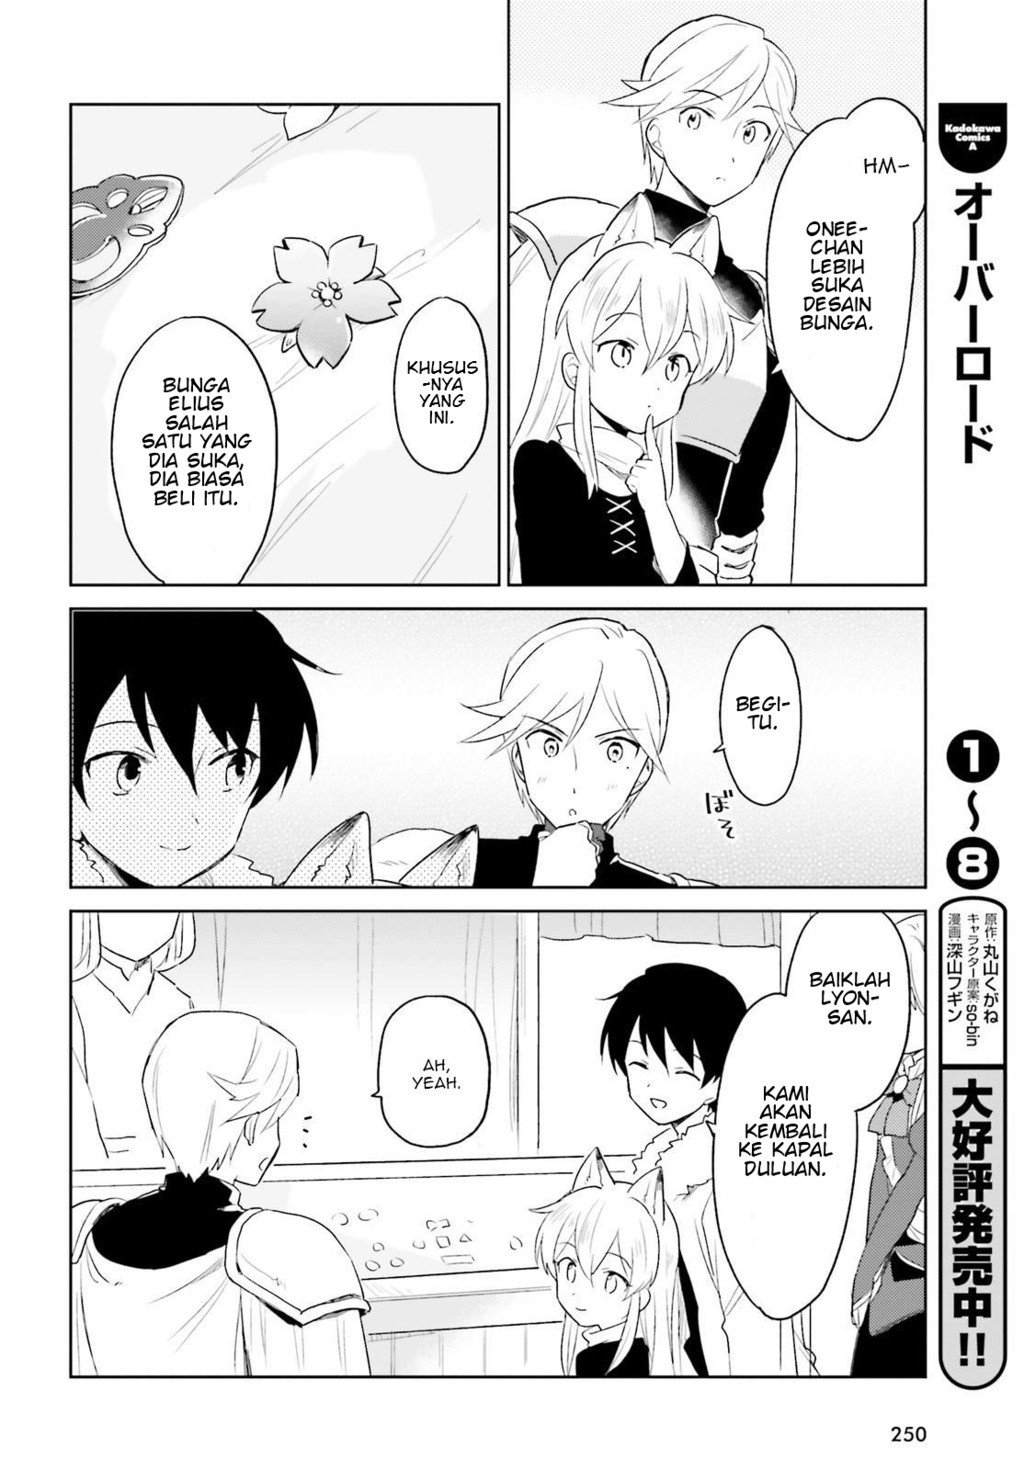 HM-
ONEE-
CHAN
LEBIH
SUKA
DESAIN
BUNGA.
KHUSUS
-NYA
YANG
INI.
BUNGA
ELIUS
SALAH
SATU YANG
DIA SUKA,
DIA BIASA
BELI ITU.
BEGI-
TU.
ぼそ
BAIKLAH
LYON-
SAN.
KAMI
AKAN
KEMBALI
KE KAPAL
DULUAN.
AH,
YEAH.
Kadokawa
Comics
A
オーバーロード
1～8
原作:丸山くがね
キャラクター原案:so-bin
漫画:深山フギン
大好評発売中!!
250